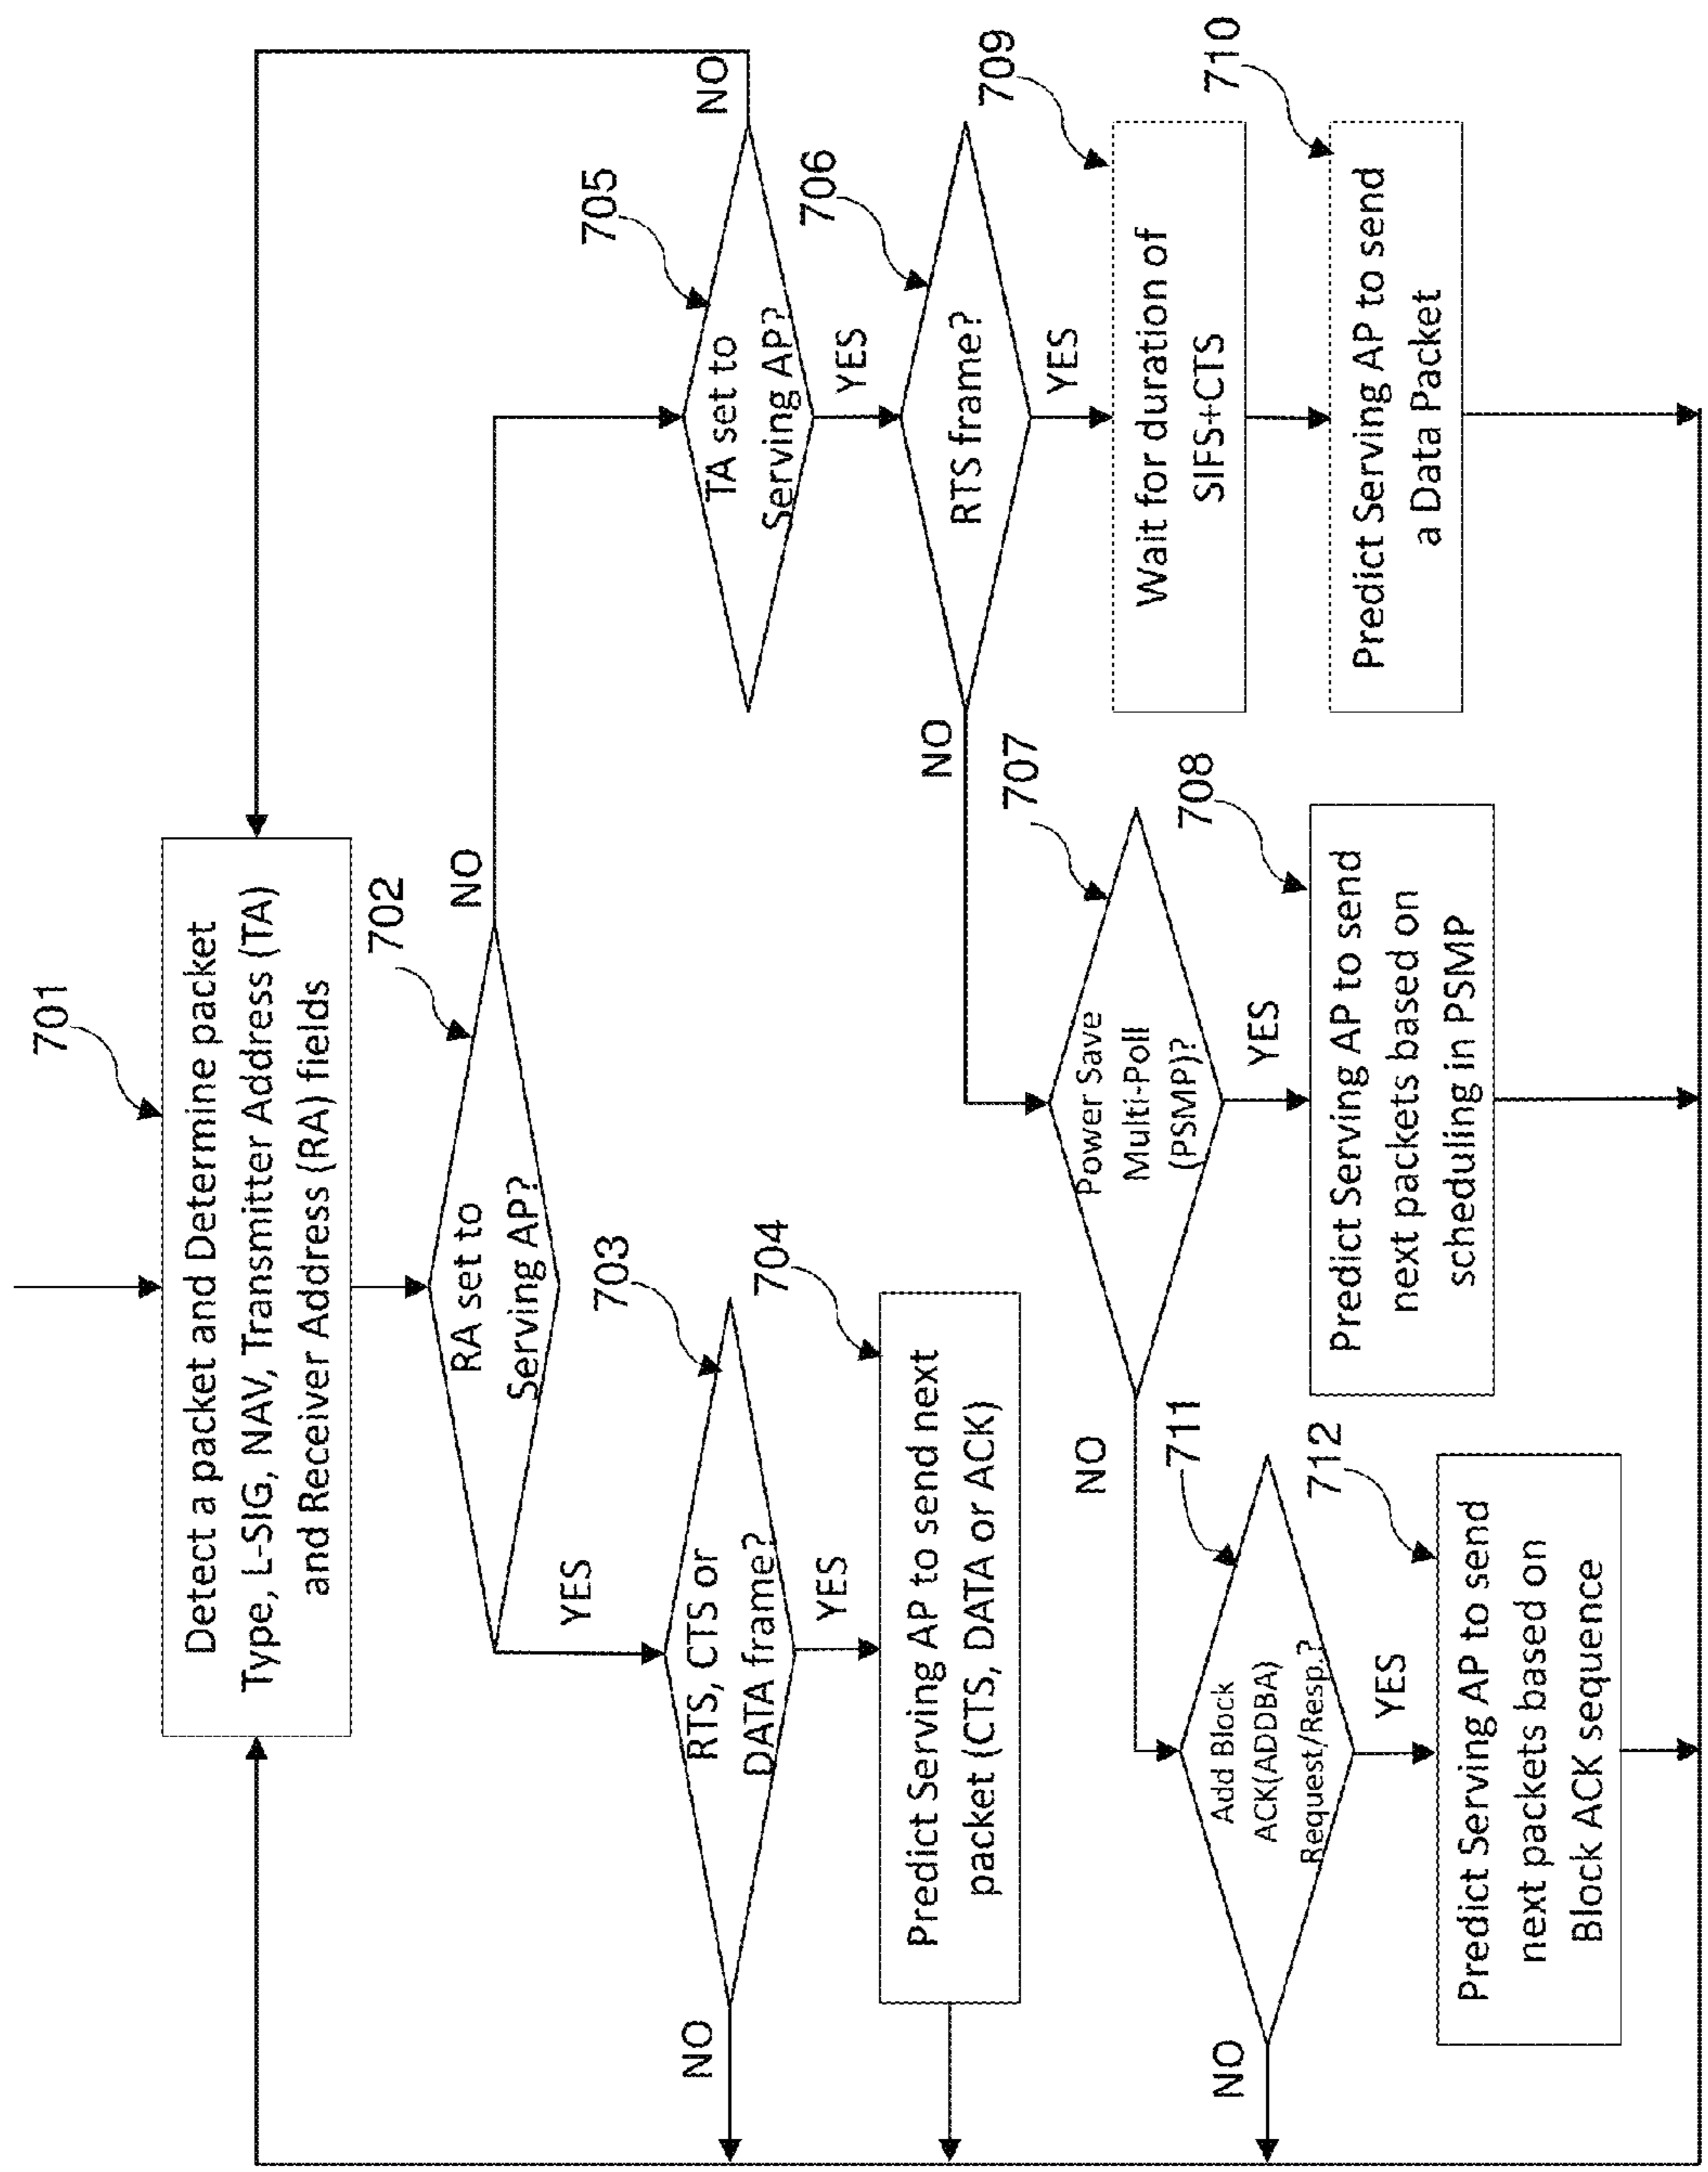 701
Detect a packet and Determine packet
Type, L-SIG, NAV, Transmitter Address (TA)
and Receiver Address (RA) fields
702
RA set to
Serving AP?
NO
YES
703
RTS, CTS or
DATA frame?
NO
YES
704
Predict Serving AP to send next
packet (CTS, DATA or ACK)
705
TA set to
Serving AP?
NO
YES
706
RTS frame?
NO
YES
709
Wait for duration of
SIFS+CTS
710
Predict Serving AP to send
a Data Packet
707
Power Save
Multi-Poll
(PSMP)?
NO
YES
708
Predict Serving AP to send
next packets based on
scheduling in PSMP
711
Add Block
ACK(ADDBA)
Request/Resp.?
NO
YES
712
Predict Serving AP to send
next packets based on
Block ACK sequence